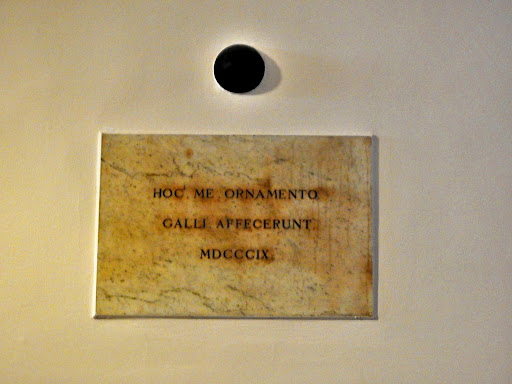 HOC ME ORNAMENTO
GALLI AFFECERUNT
MDCCCIX